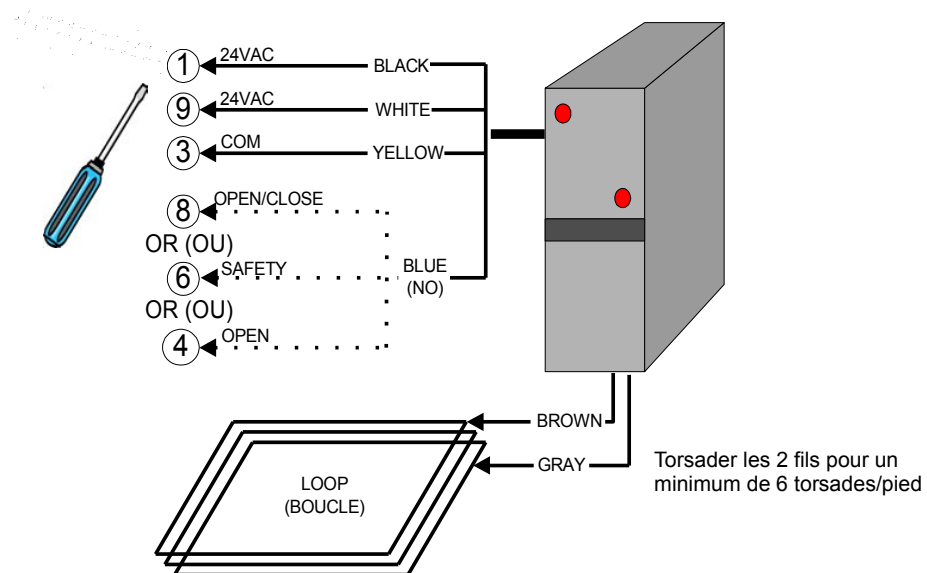 1 24VAC BLACK
9 24VAC WHITE
3 COM YELLOW
8 OPEN/CLOSE
OR (OU)
6 SAFETY
BLUE
(NO)
OR (OU)
4 OPEN
BROWN
GRAY
LOOP
(BOUCLE)
Torsader les 2 fils pour un
minimum de 6 torsades/pied